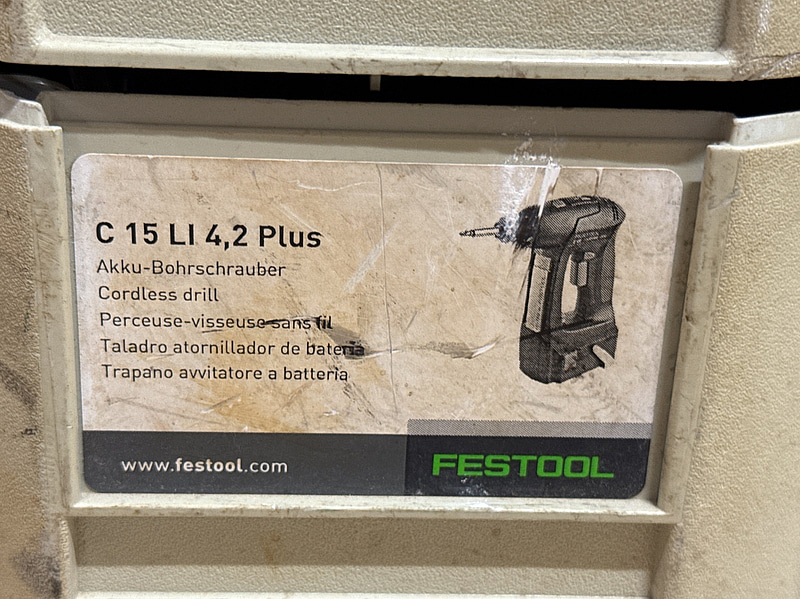 C 15 LI 4,2 Plus
Akku-Bohrschrauber
Cordless drill
Perceuse-visseuse sans fil
Taladro atornillador de batería
Trapano avvitatore a batteria
www.festool.com
FESTOOL